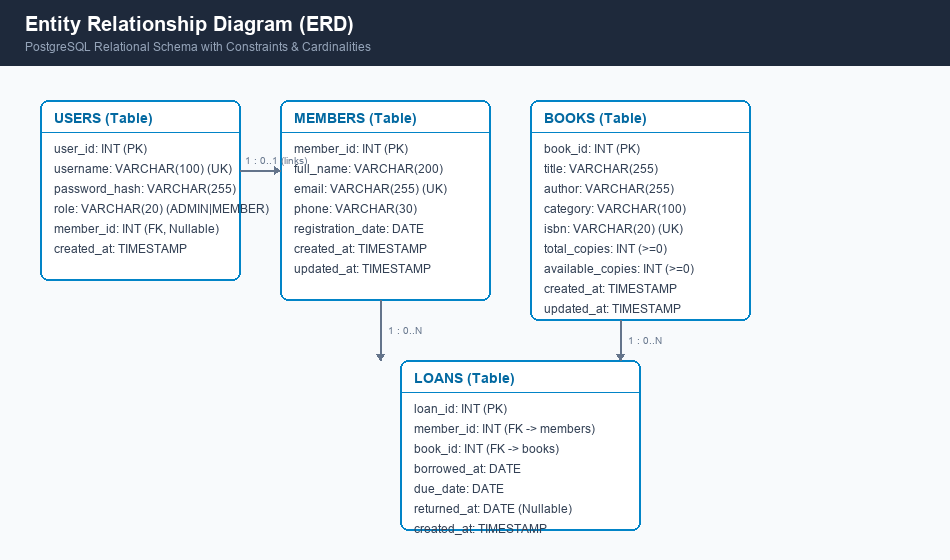 Entity Relationship Diagram (ERD)
PostgreSQL Relational Schema with Constraints & Cardinalities
USERS (Table)
user_id: INT (PK)
username: VARCHAR(100) (UK)
password_hash: VARCHAR(255)
role: VARCHAR(20) (ADMIN|MEMBER)
member_id: INT (FK, Nullable)
created_at: TIMESTAMP
1 : 0..1 (links)
MEMBERS (Table)
member_id: INT (PK)
full_name: VARCHAR(200)
email: VARCHAR(255) (UK)
phone: VARCHAR(30)
registration_date: DATE
created_at: TIMESTAMP
updated_at: TIMESTAMP
BOOKS (Table)
book_id: INT (PK)
title: VARCHAR(255)
author: VARCHAR(255)
category: VARCHAR(100)
isbn: VARCHAR(20) (UK)
total_copies: INT (>=0)
available_copies: INT (>=0)
created_at: TIMESTAMP
updated_at: TIMESTAMP
1 : 0..N
1 : 0..N
LOANS (Table)
loan_id: INT (PK)
member_id: INT (FK -> members)
book_id: INT (FK -> books)
borrowed_at: DATE
due_date: DATE
returned_at: DATE (Nullable)
created_at: TIMESTAMP